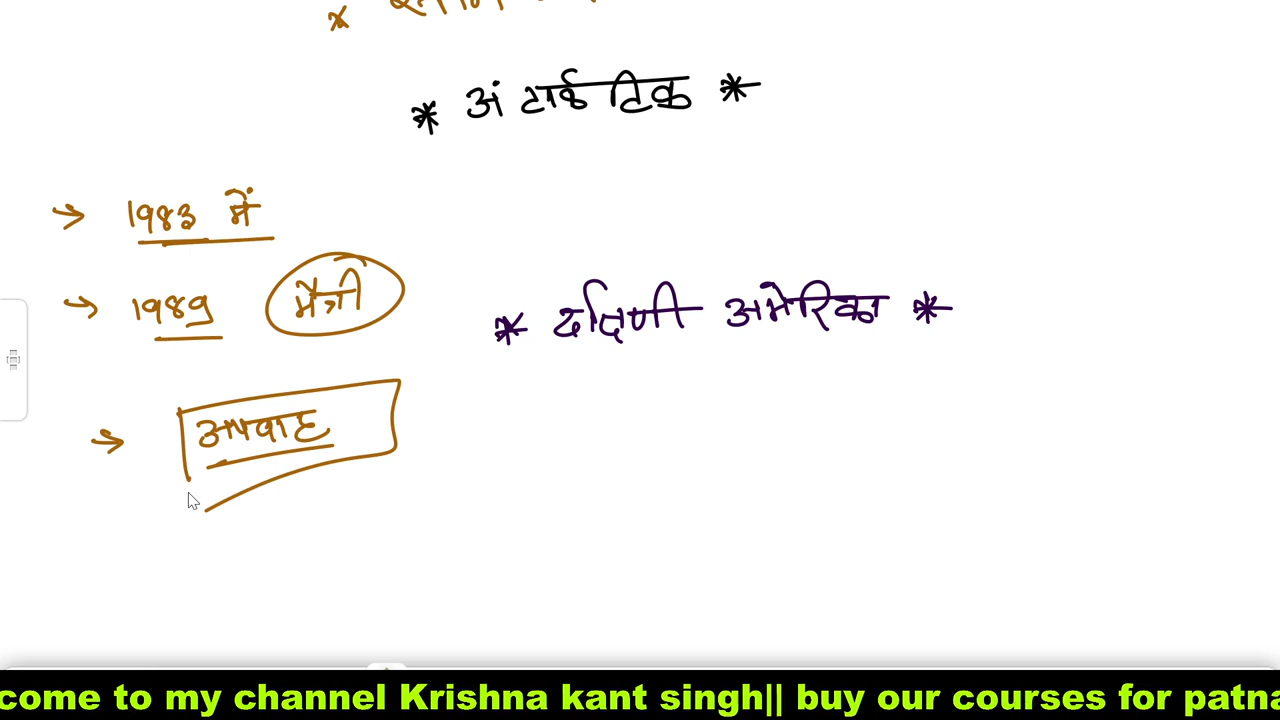 * अंटार्कटिक *
→ 1983 में
→ 1989 मैत्री
* दक्षिणी अमेरिका *
→ अपवाह
come to my channel Krishna kant singh|| buy our courses for patna